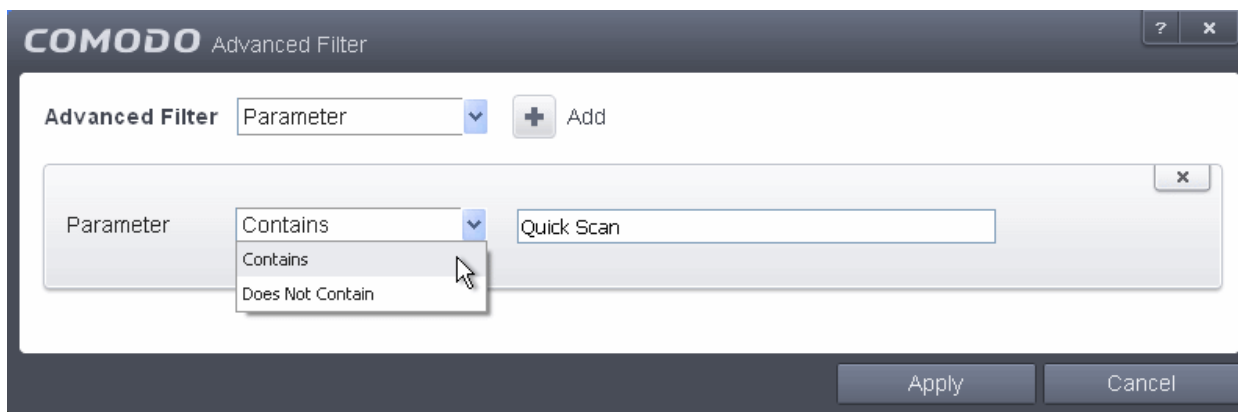 COMODO Advanced Filter ? ×
Advanced Filter Parameter + Add
×
Parameter Contains Quick Scan
Contains
Does Not Contain
Apply Cancel